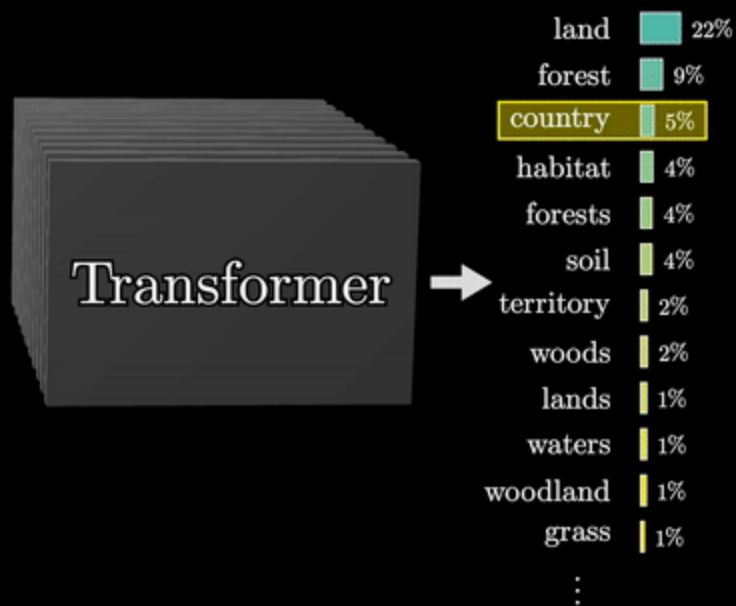 land 22%
forest 9%
country 5%
habitat 4%
forests 4%
Transformer
soil 4%
territory 2%
woods 2%
lands 1%
waters 1%
woodland 1%
grass 1%
⋮